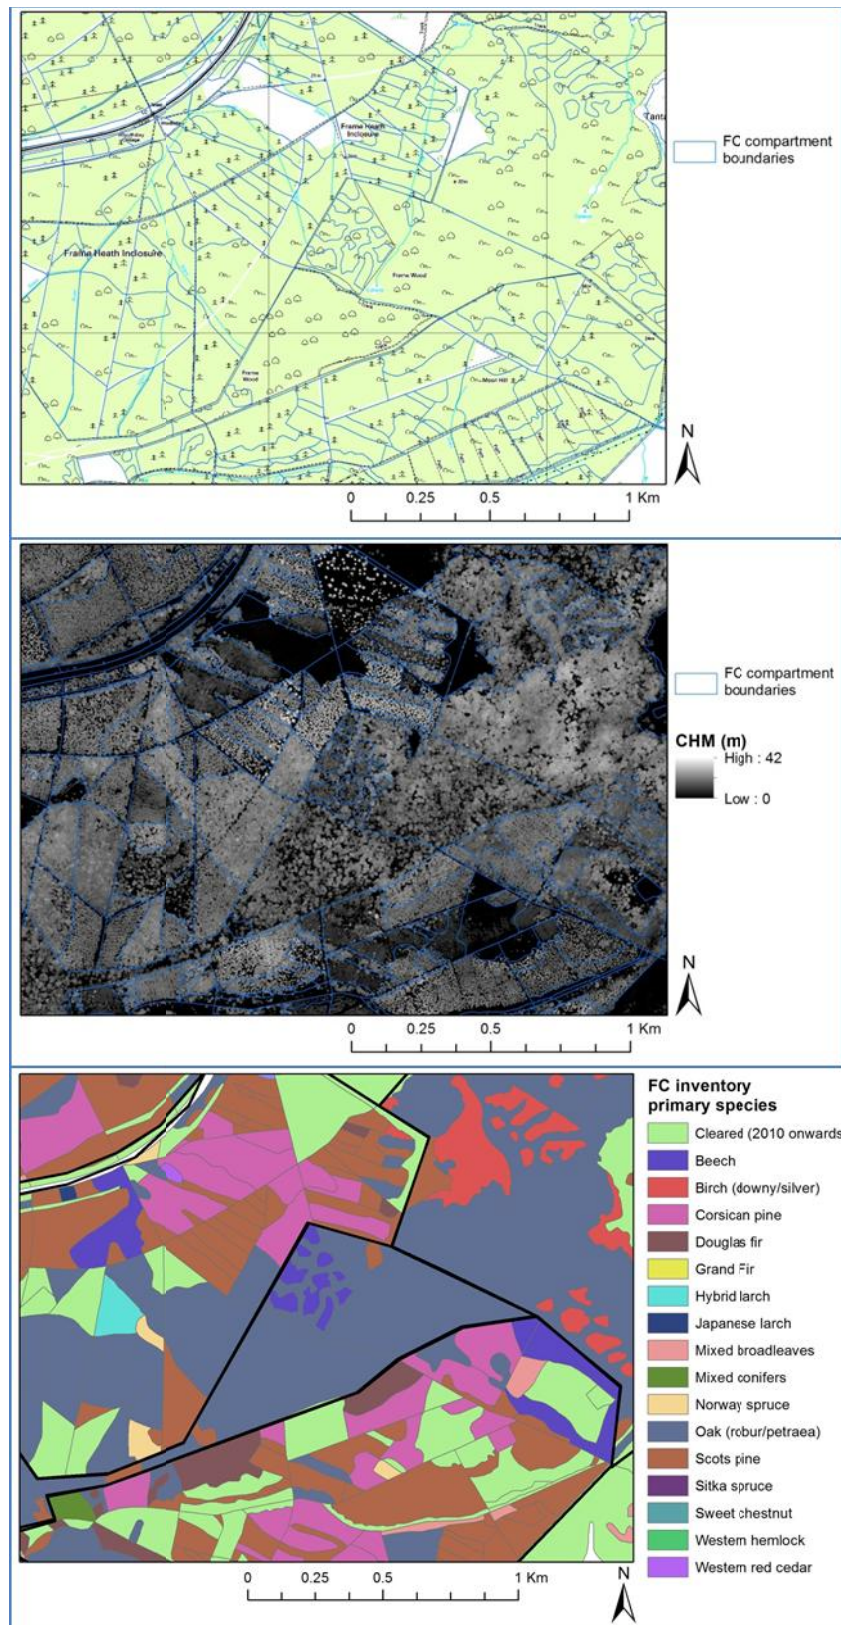 Tanta
Frame Heath
Inclosure
Frame Heath Inclosure
Frame Wood
Frame
Wood
Moon Hill
FC compartment
boundaries
N
0 0.25 0.5 1 Km
FC compartment
boundaries
CHM (m)
High : 42
Low : 0
N
0 0.25 0.5 1 Km
FC inventory
primary species
Cleared (2010 onwards
Beech
Birch (downy/silver)
Corsican pine
Douglas fir
Grand Fir
Hybrid larch
Japanese larch
Mixed broadleaves
Mixed conifers
Norway spruce
Oak (robur/petraea)
Scots pine
Sitka spruce
Sweet chestnut
Western hemlock
Western red cedar
N
0 0.25 0.5 1 Km